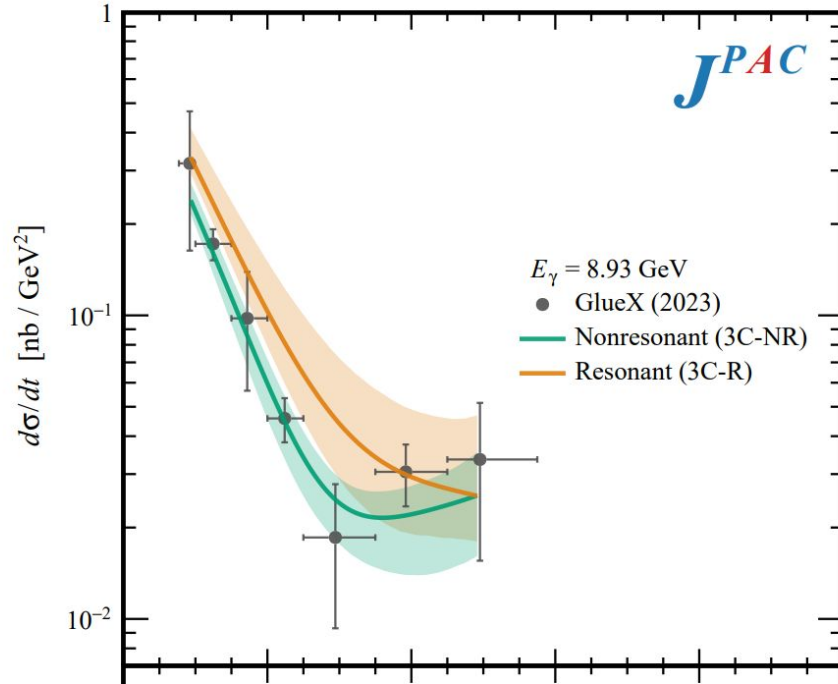 1
J^PAC
E_γ = 8.93 GeV
GlueX (2023)
Nonresonant (3C-NR)
Resonant (3C-R)
10⁻¹
dσ/dt [nb / GeV²]
10⁻²